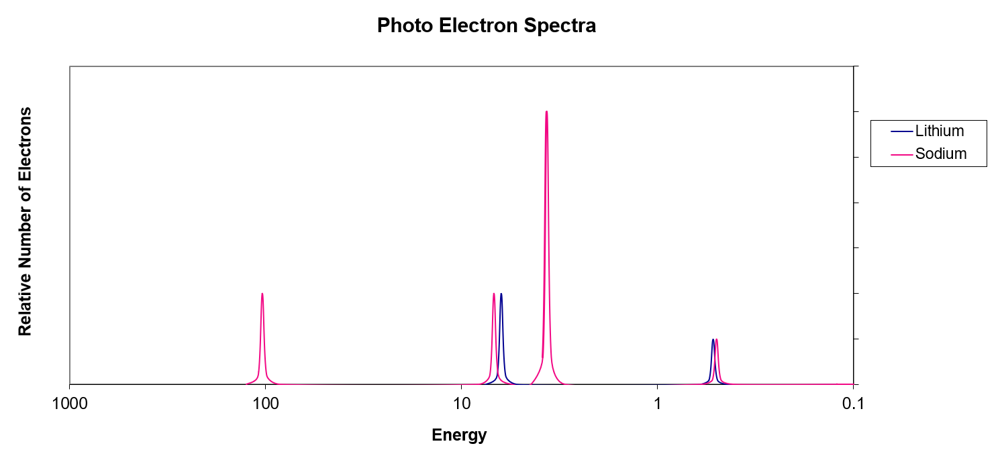 Photo Electron Spectra
Relative Number of Electrons
Lithium
Sodium
1000
100
10
1
0.1
Energy